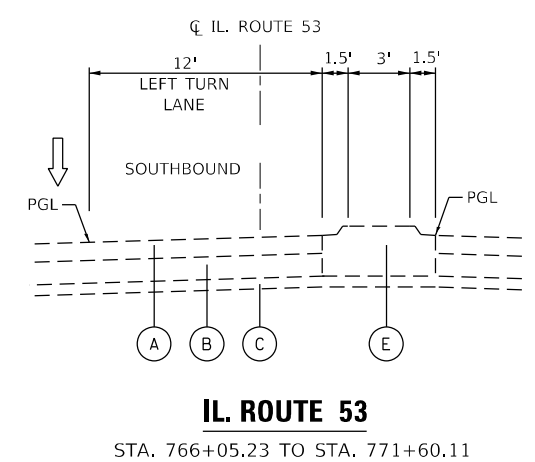 ℄ IL. ROUTE 53
12' 1.5' 3' 1.5'
LEFT TURN
LANE
SOUTHBOUND
PGL PGL
A B C E
IL. ROUTE 53
STA. 766+05.23 TO STA. 771+60.11